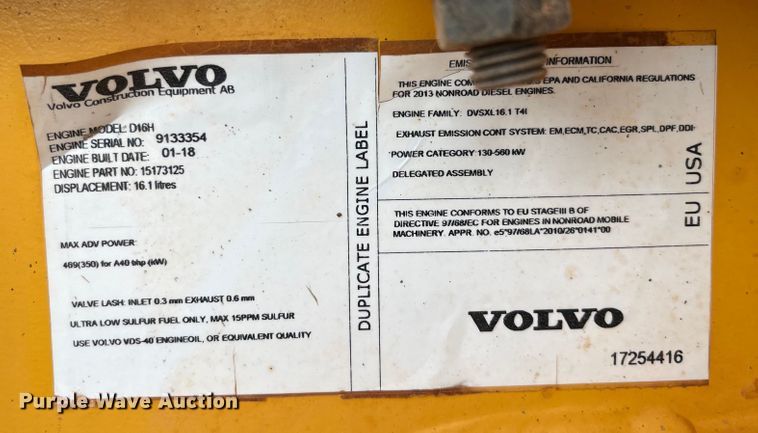 VOLVO
Volvo Construction Equipment AB
ENGINE MODEL: D16H
ENGINE SERIAL NO: 9133354
ENGINE BUILT DATE: 01-18
ENGINE PART NO: 15173125
DISPLACEMENT: 16.1 litres
MAX ADV POWER:
469(350) for A40 bhp (kW)
VALVE LASH: INLET 0.3 mm EXHAUST 0.6 mm
ULTRA LOW SULFUR FUEL ONLY, MAX 15PPM SULFUR
USE VOLVO VDS-40 ENGINEOIL, OR EQUIVALENT QUALITY
DUPLICATE ENGINE LABEL
INFORMATION
THIS ENGINE EPA AND CALIFORNIA REGULATIONS
FOR 2013 NONROAD DIESEL ENGINES.
ENGINE FAMILY: DVSXL16.1 T4I
EXHAUST EMISSION CONT SYSTEM: EM,ECM,TC,CAC,EGR,SPL,DPF,DDI
POWER CATEGORY 130-560 kW
DELEGATED ASSEMBLY
THIS ENGINE CONFORMS TO EU STAGEIII B OF
DIRECTIVE 97/68/EC FOR ENGINES IN NONROAD MOBILE
MACHINERY. APPR. NO. e5*97/68LA*2010/26*0141*00
EU USA
VOLVO
17254416
Purple Wave Auction